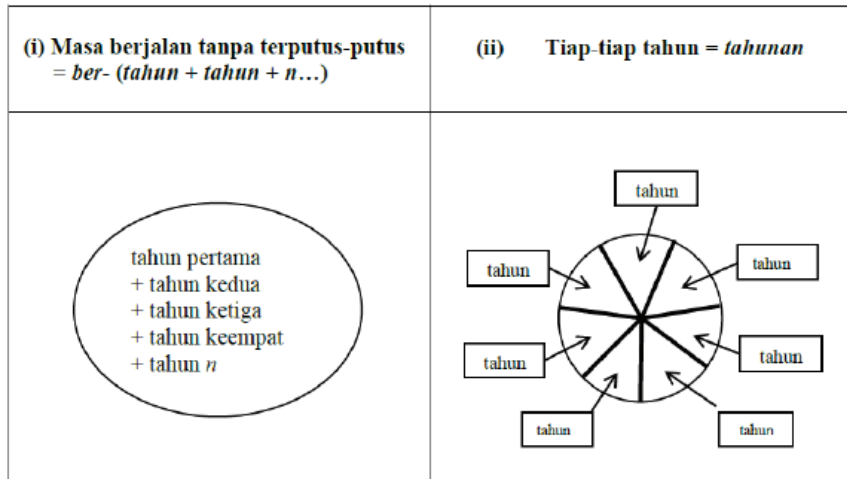 (i) Masa berjalan tanpa terputus-putus
= ber- (tahun + tahun + n…)
(ii) Tiap-tiap tahun = tahunan
tahun pertama
+ tahun kedua
+ tahun ketiga
+ tahun keempat
+ tahun n
tahun
tahun
tahun
tahun
tahun
tahun
tahun